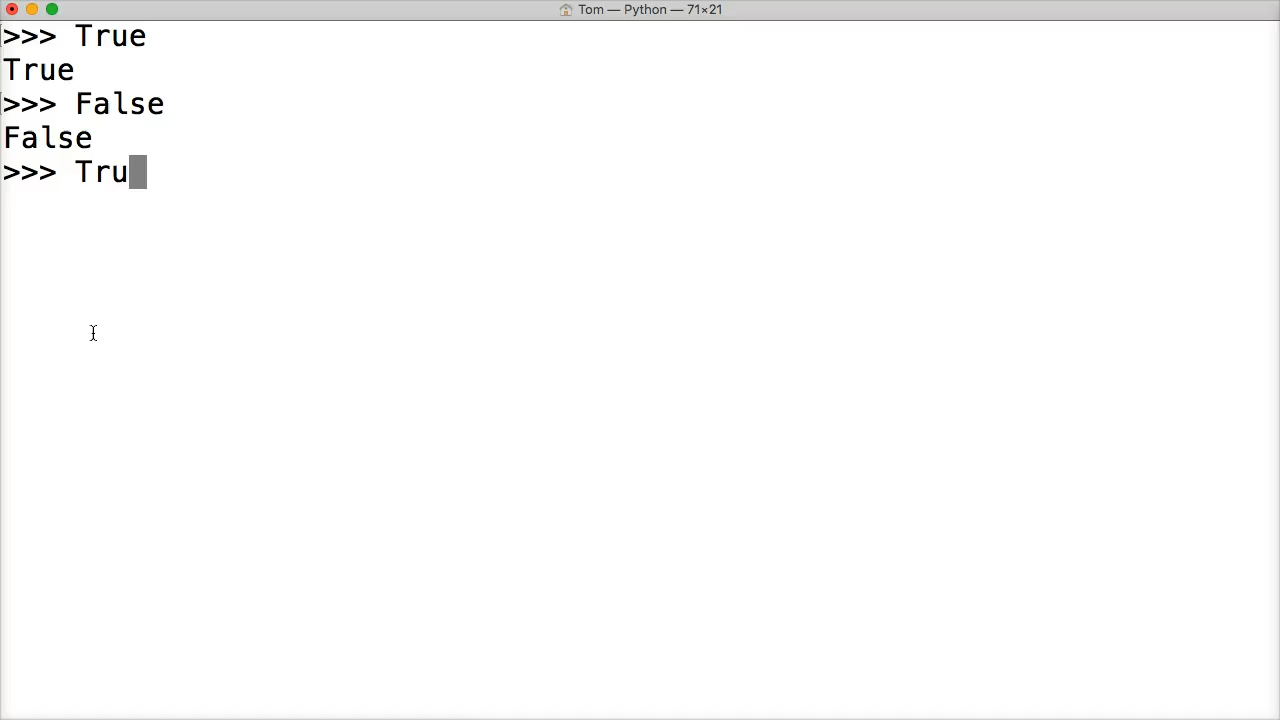 Tom — Python — 71×21
>>> True
True
>>> False
False
>>> Tru